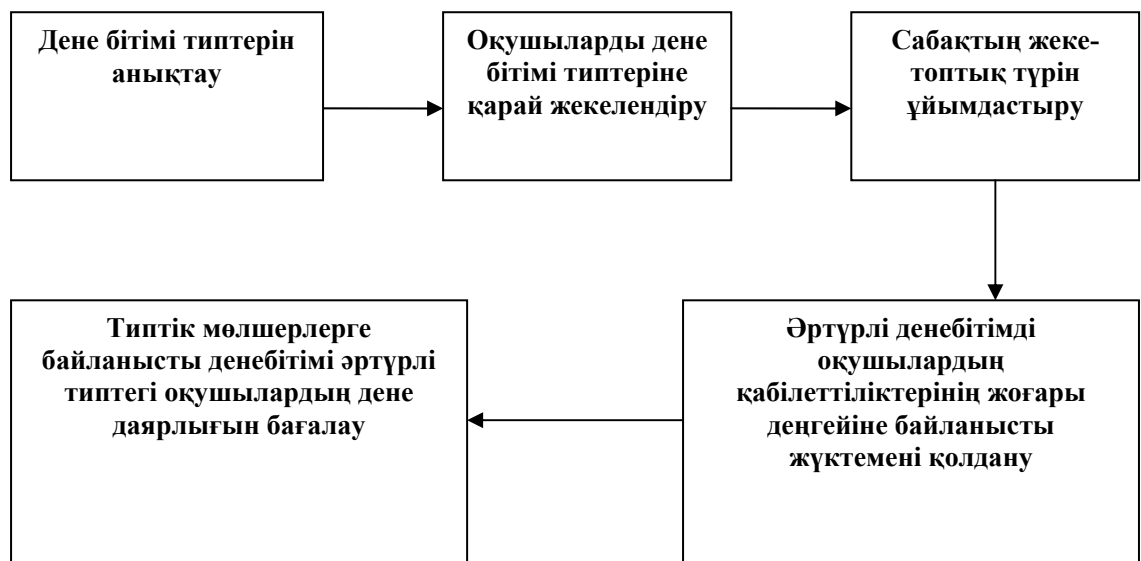 Дене бітімі типтерін
анықтау
Оқушыларды дене
бітімі типтеріне
қарай жекелендіру
Сабақтың жеке-
топтық түрін
ұйымдастыру
Әртүрлі денебітімді
оқушылардың
қабілеттіліктерінің жоғары
деңгейіне байланысты
жүктемені қолдану
Типтік мөлшерлерге
байланысты денебітімі әртүрлі
типтегі оқушылардың дене
даярлығын бағалау